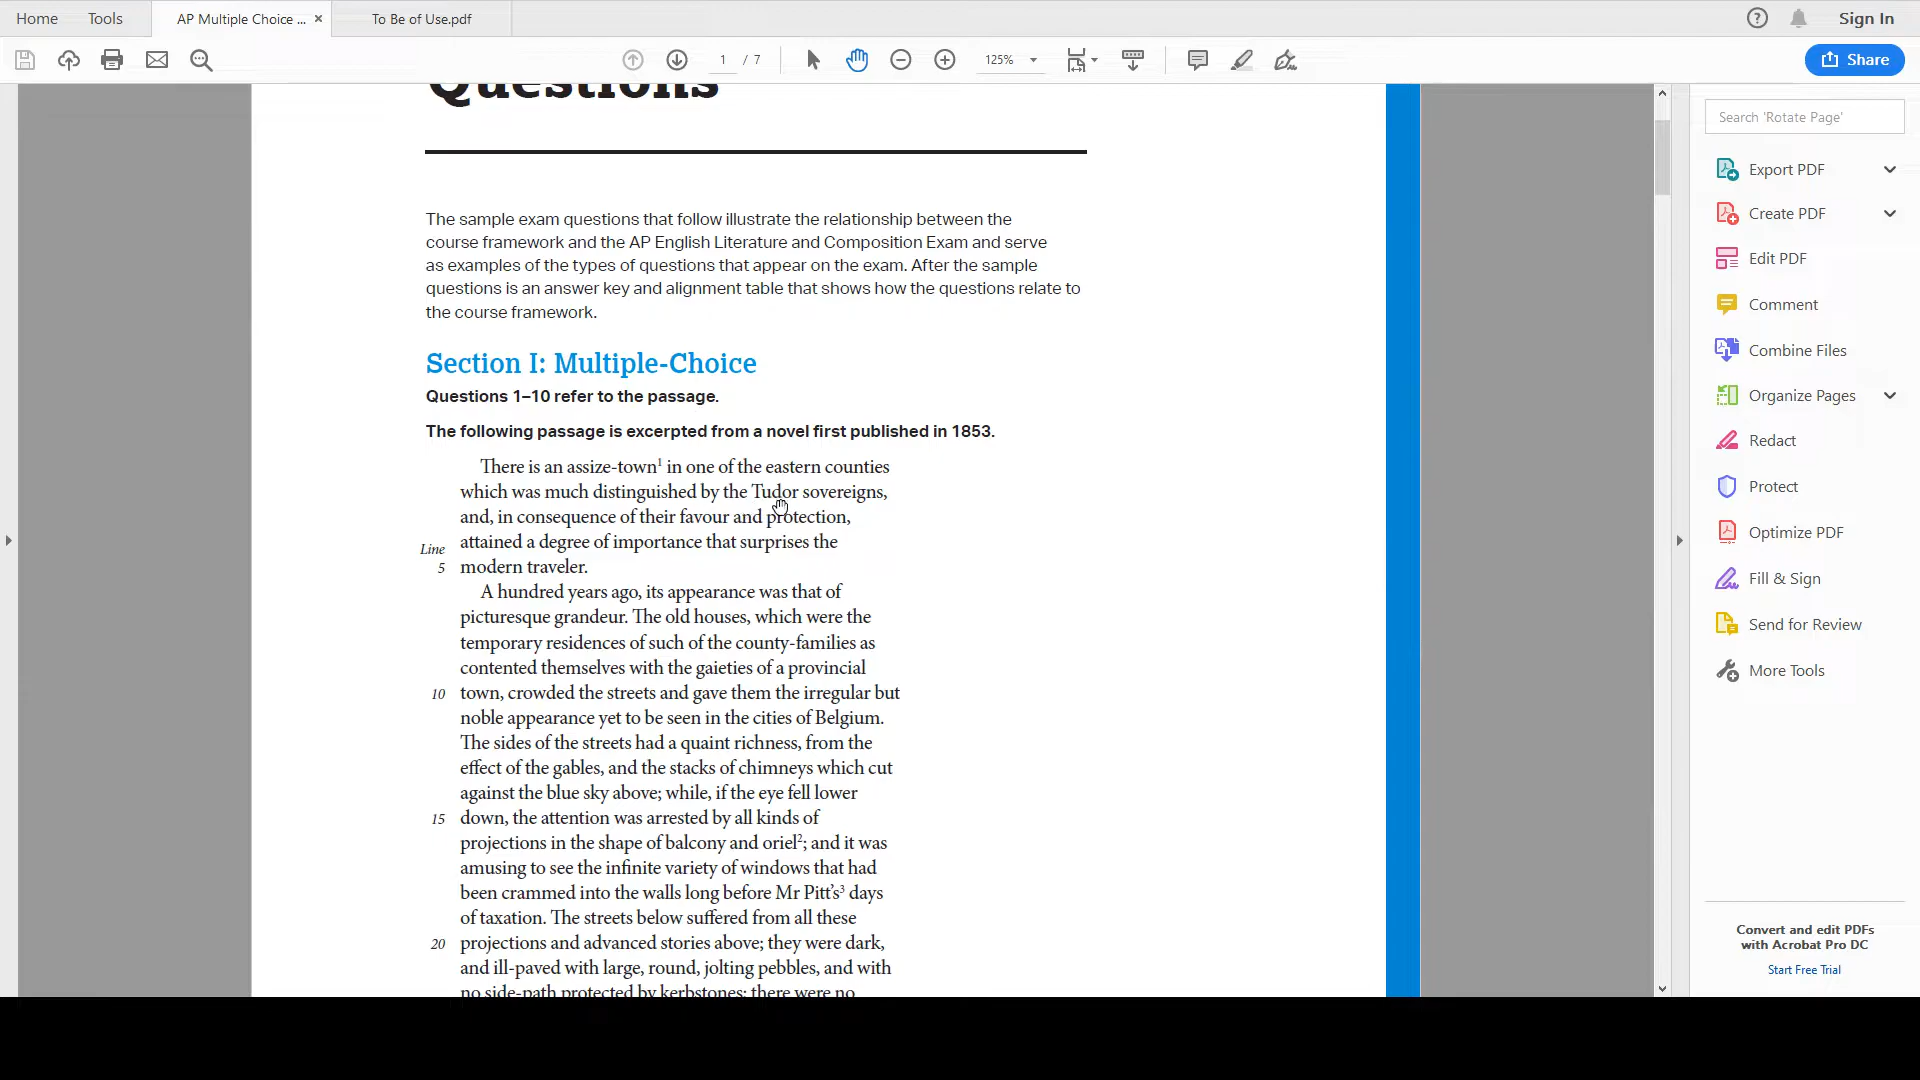 Home Tools AP Multiple Choice ... × To Be of Use.pdf Sign In
1 / 7 125% Share
Questions
The sample exam questions that follow illustrate the relationship between the
course framework and the AP English Literature and Composition Exam and serve
as examples of the types of questions that appear on the exam. After the sample
questions is an answer key and alignment table that shows how the questions relate to
the course framework.
Section I: Multiple-Choice
Questions 1–10 refer to the passage.
The following passage is excerpted from a novel first published in 1853.
There is an assize-town¹ in one of the eastern counties
which was much distinguished by the Tudor sovereigns,
and, in consequence of their favour and protection,
Line attained a degree of importance that surprises the
5 modern traveler.
A hundred years ago, its appearance was that of
picturesque grandeur. The old houses, which were the
temporary residences of such of the county-families as
contented themselves with the gaieties of a provincial
10 town, crowded the streets and gave them the irregular but
noble appearance yet to be seen in the cities of Belgium.
The sides of the streets had a quaint richness, from the
effect of the gables, and the stacks of chimneys which cut
against the blue sky above; while, if the eye fell lower
15 down, the attention was arrested by all kinds of
projections in the shape of balcony and oriel²; and it was
amusing to see the infinite variety of windows that had
been crammed into the walls long before Mr Pitt’s³ days
of taxation. The streets below suffered from all these
20 projections and advanced stories above; they were dark,
and ill-paved with large, round, jolting pebbles, and with
no side-path protected by kerbstones; there were no
Search 'Rotate Page'
Export PDF
Create PDF
Edit PDF
Comment
Combine Files
Organize Pages
Redact
Protect
Optimize PDF
Fill & Sign
Send for Review
More Tools
Convert and edit PDFs
with Acrobat Pro DC
Start Free Trial